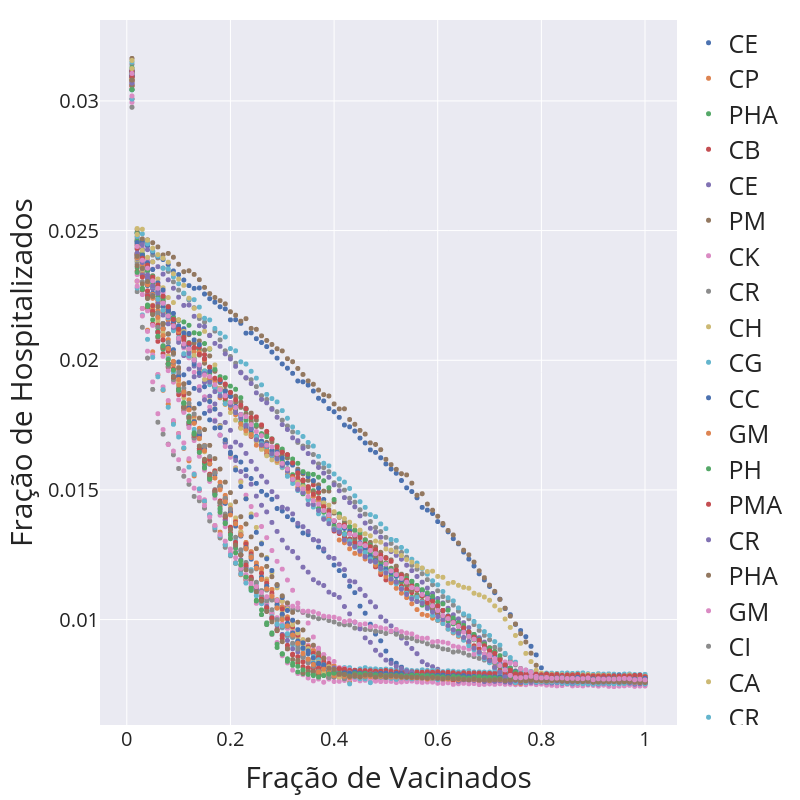 0.03
0.025
0.02
0.015
0.01
Fração de Hospitalizados
0
0.2
0.4
0.6
0.8
1
Fração de Vacinados
CE
CP
PHA
CB
CE
PM
CK
CR
CH
CG
CC
GM
PH
PMA
CR
PHA
GM
CI
CA
CR